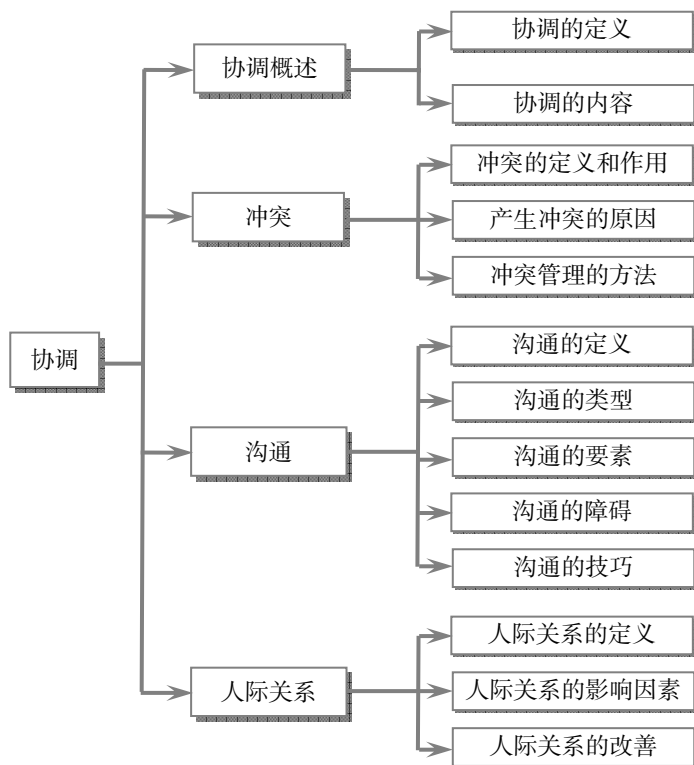 协调
协调概述
协调的定义
协调的内容
冲突
冲突的定义和作用
产生冲突的原因
冲突管理的方法
沟通
沟通的定义
沟通的类型
沟通的要素
沟通的障碍
沟通的技巧
人际关系
人际关系的定义
人际关系的影响因素
人际关系的改善